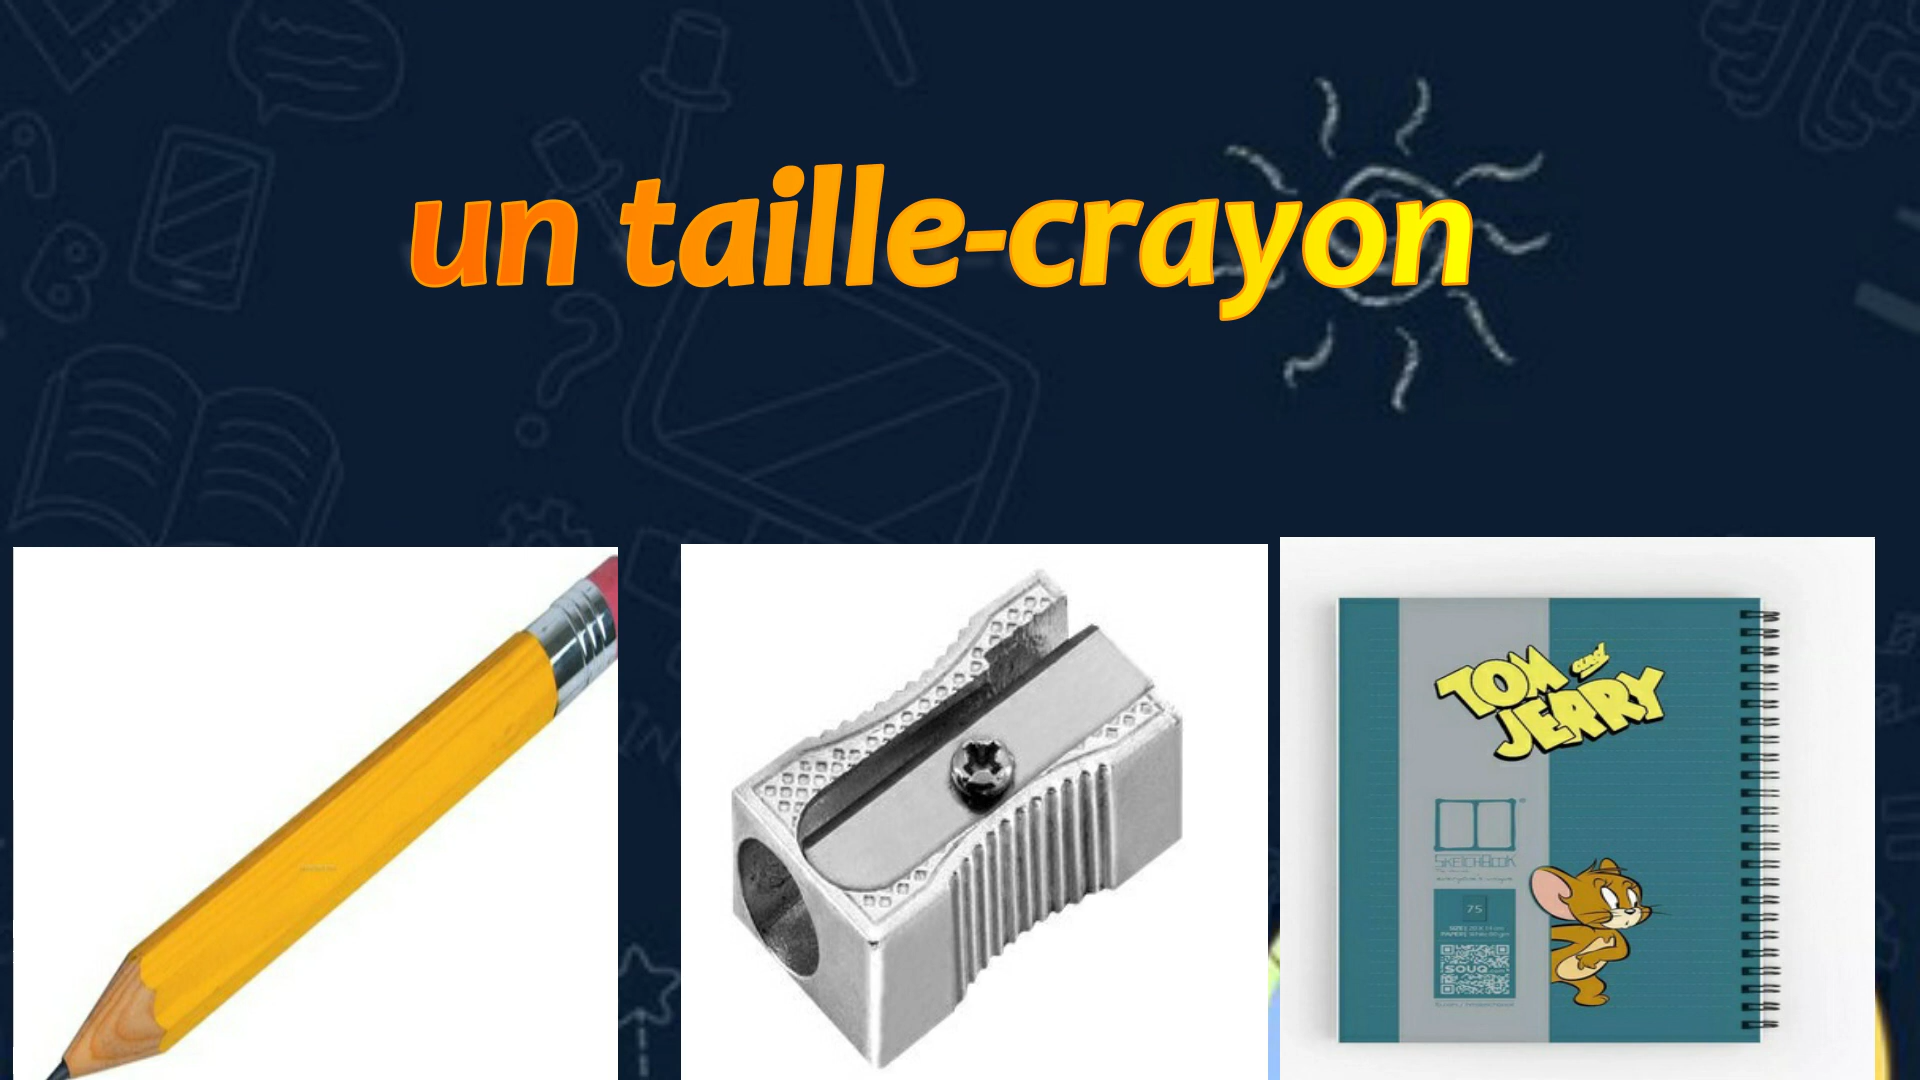 un taille-crayon
TOM and
JERRY
SKETCHBOOK
75
SOUQ